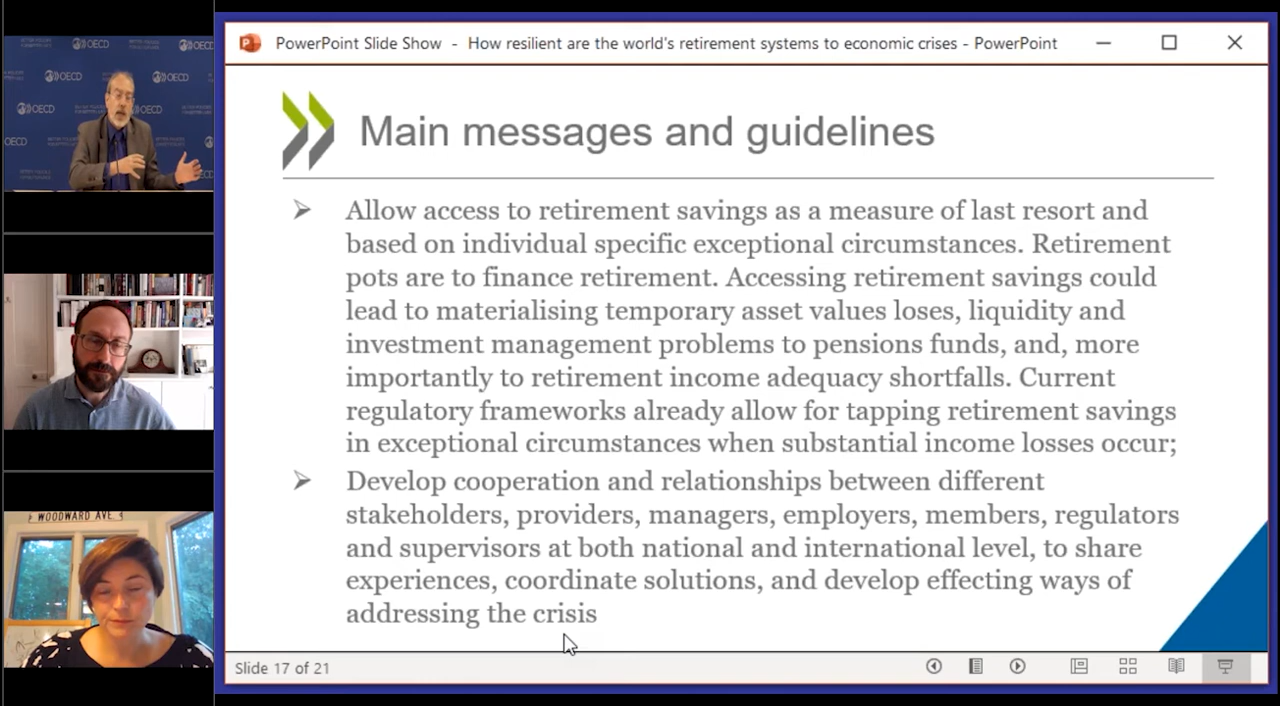 PowerPoint Slide Show - How resilient are the world's retirement systems to economic crises - PowerPoint
OECD
OECD
OECD
OECD
OECD
OECD
OECD
WOODWARD AVE
Main messages and guidelines
Allow access to retirement savings as a measure of last resort and
based on individual specific exceptional circumstances. Retirement
pots are to finance retirement. Accessing retirement savings could
lead to materialising temporary asset values loses, liquidity and
investment management problems to pensions funds, and, more
importantly to retirement income adequacy shortfalls. Current
regulatory frameworks already allow for tapping retirement savings
in exceptional circumstances when substantial income losses occur;
Develop cooperation and relationships between different
stakeholders, providers, managers, employers, members, regulators
and supervisors at both national and international level, to share
experiences, coordinate solutions, and develop effecting ways of
addressing the crisis
Slide 17 of 21